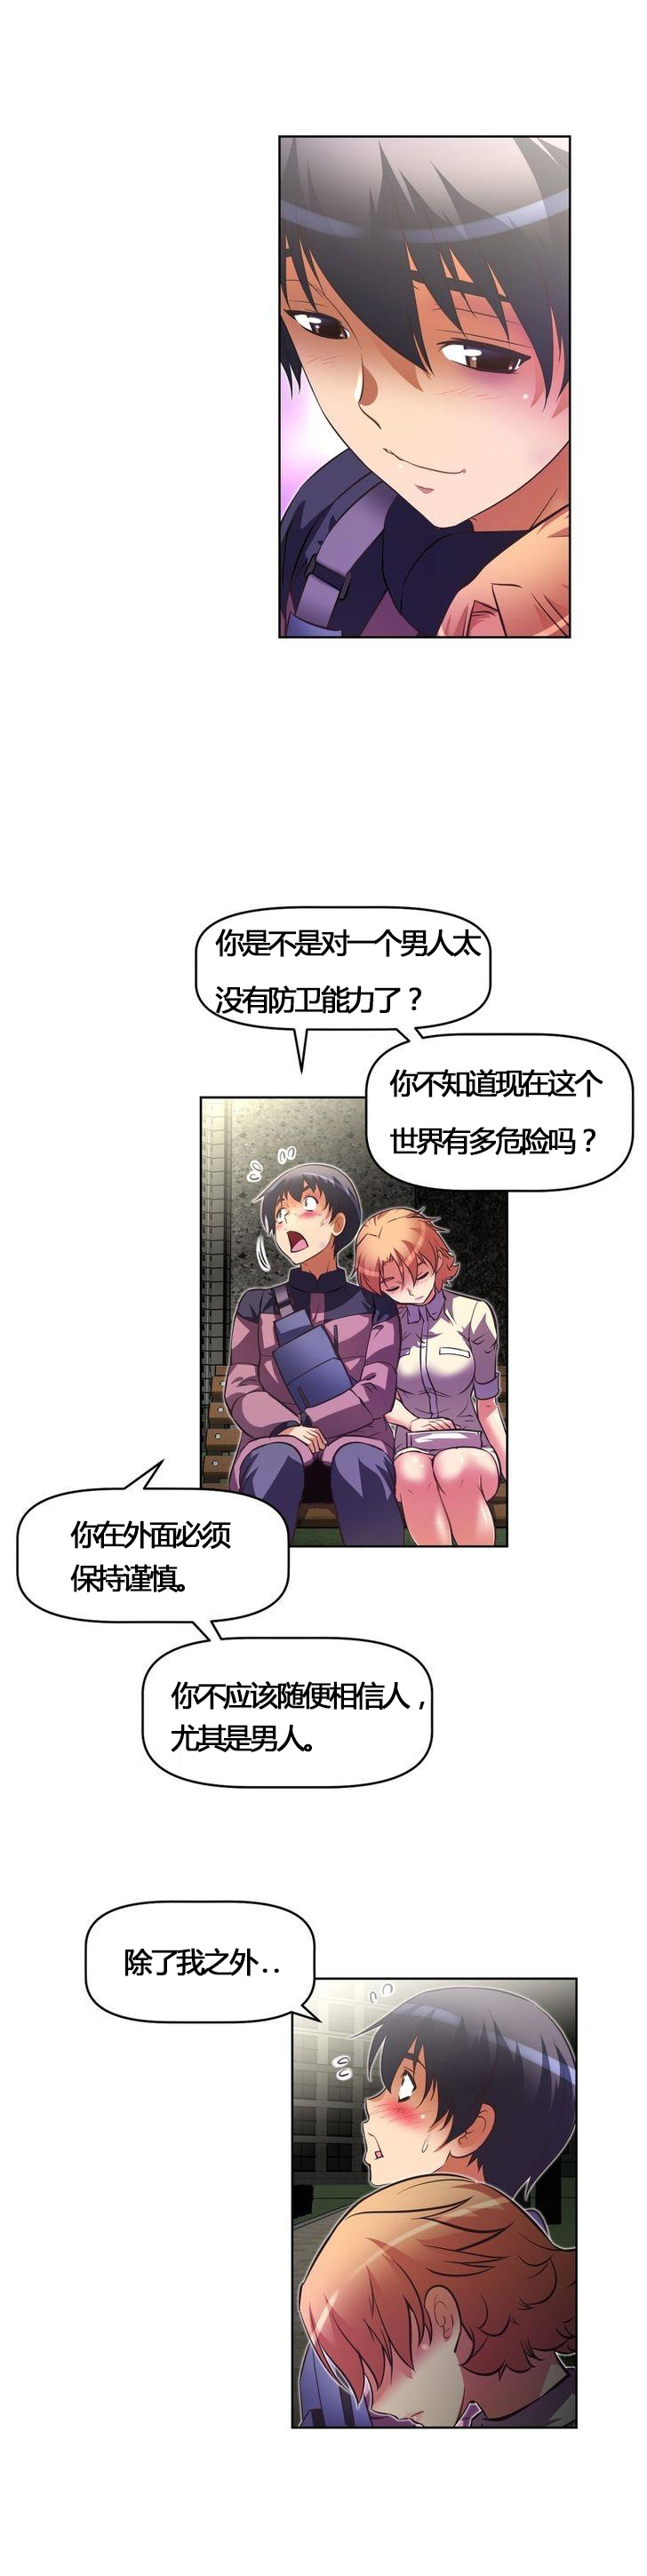 你是不是对一个男人太
没有防卫能力了？
你不知道现在这个
世界有多危险吗？
你在外面必须
保持谨慎。
你不应该随便相信人，
尤其是男人。
除了我之外..